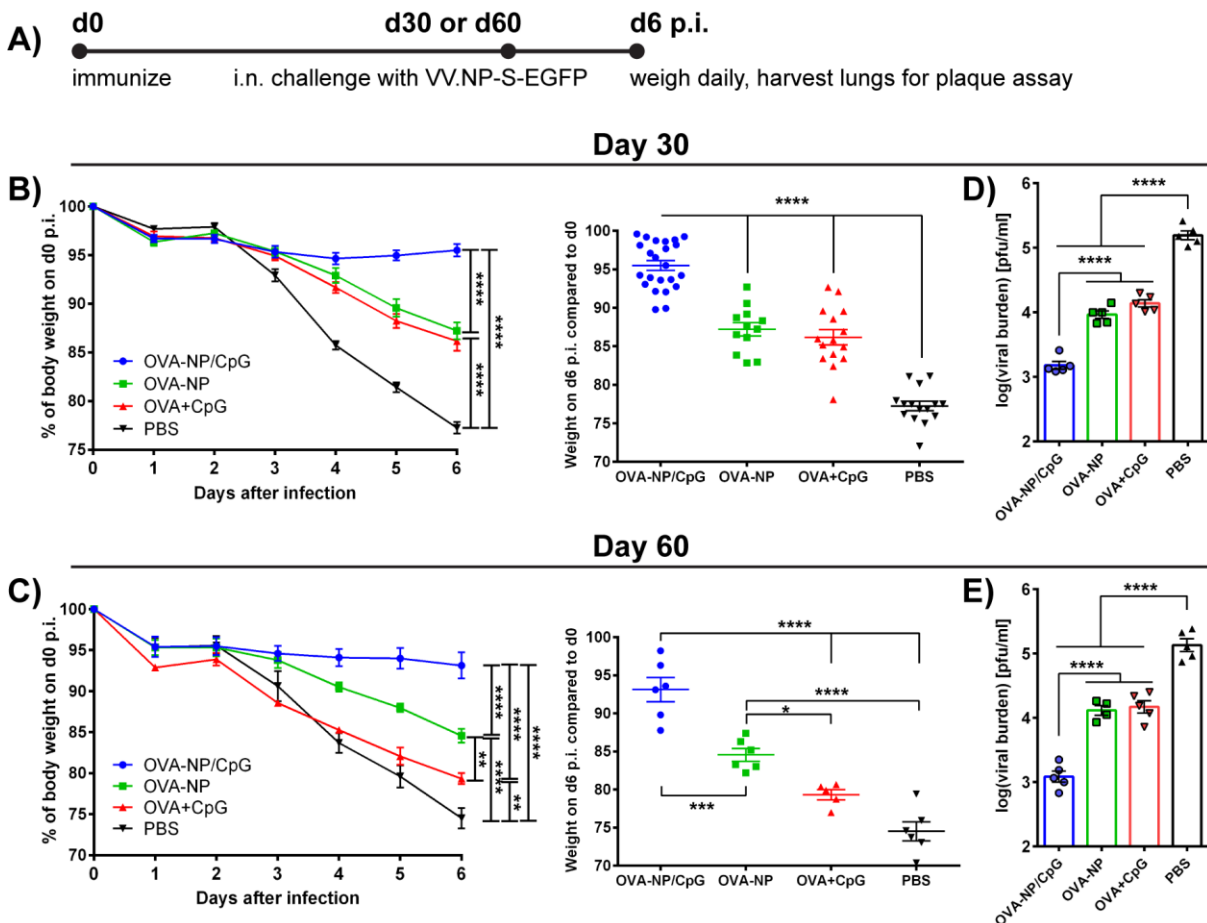 A)
d0
d30 or d60
d6 p.i.
immunize
i.n. challenge with VV.NP-S-EGFP
weigh daily, harvest lungs for plaque assay
Day 30
B)
% of body weight on d0 p.i.
100
95
90
85
80
75
0 1 2 3 4 5 6
Days after infection
OVA-NP/CpG
OVA-NP
OVA+CpG
PBS
****
****
****
Weight on d6 p.i. compared to d0
100
95
90
85
80
75
70
****
OVA-NP/CpG OVA-NP OVA+CpG PBS
D)
log(viral burden) [pfu/ml]
6
5
4
3
2
****
****
OVA-NP/CpG
OVA-NP
OVA+CpG
PBS
Day 60
C)
% of body weight on d0 p.i.
100
95
90
85
80
75
70
0 1 2 3 4 5 6
Days after infection
OVA-NP/CpG
OVA-NP
OVA+CpG
PBS
****
**
****
****
**
****
Weight on d6 p.i. compared to d0
100
95
90
85
80
75
70
****
****
*
***
OVA-NP/CpG OVA-NP OVA+CpG PBS
E)
log(viral burden) [pfu/ml]
6
5
4
3
2
****
****
OVA-NP/CpG
OVA-NP
OVA+CpG
PBS